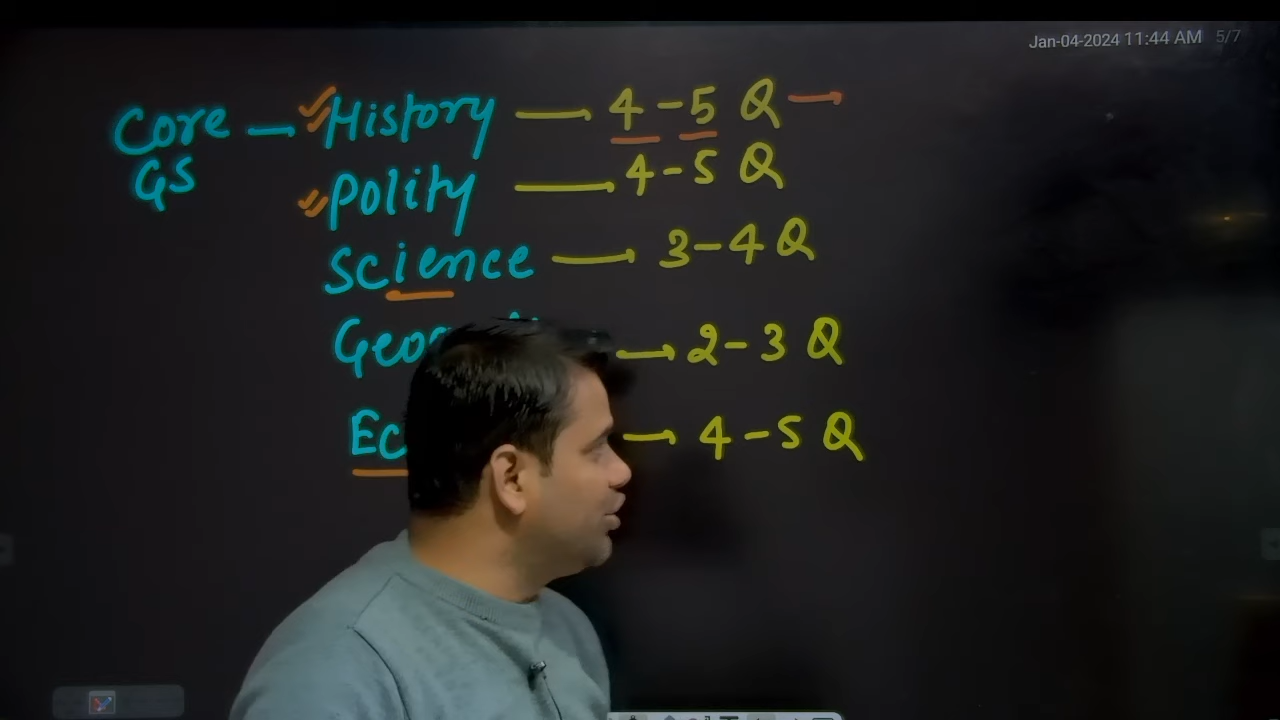 Jan-04-2024 11:44 AM 5/7
Core — History — 4-5 Q →
GS
Polity → 4-5 Q
Science → 3-4 Q
→ 2-3 Q
→ 4-5 Q